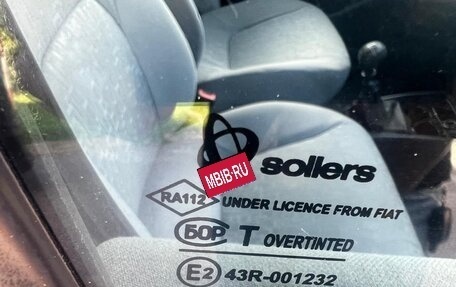 sollers
MBIB.RU
RA112 UNDER LICENCE FROM FIAT
БОР T OVERTINTED
E2 43R-001232